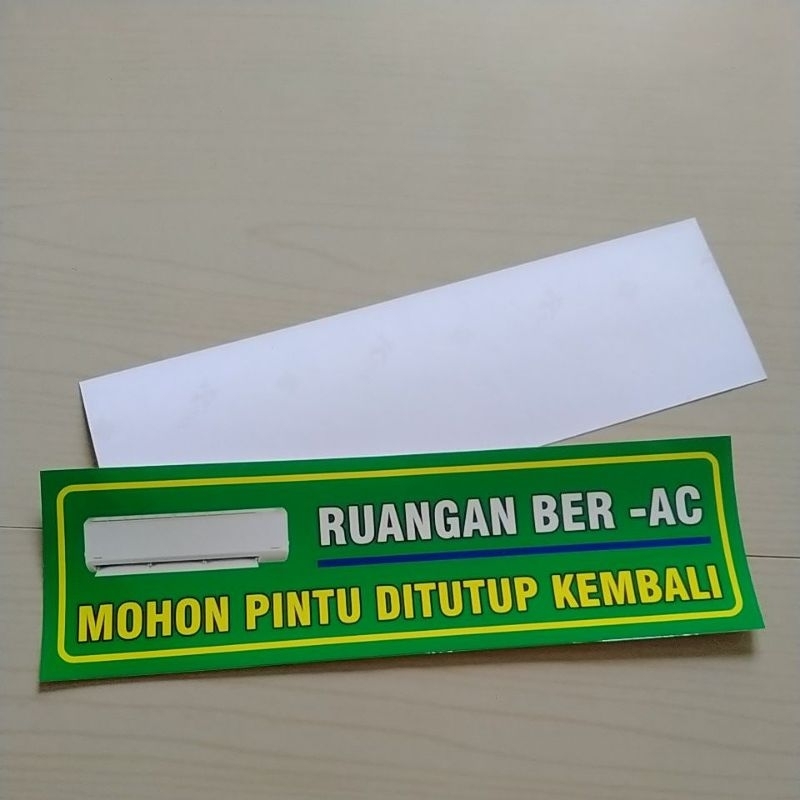 RUANGAN BER -AC
MOHON PINTU DITUTUP KEMBALI